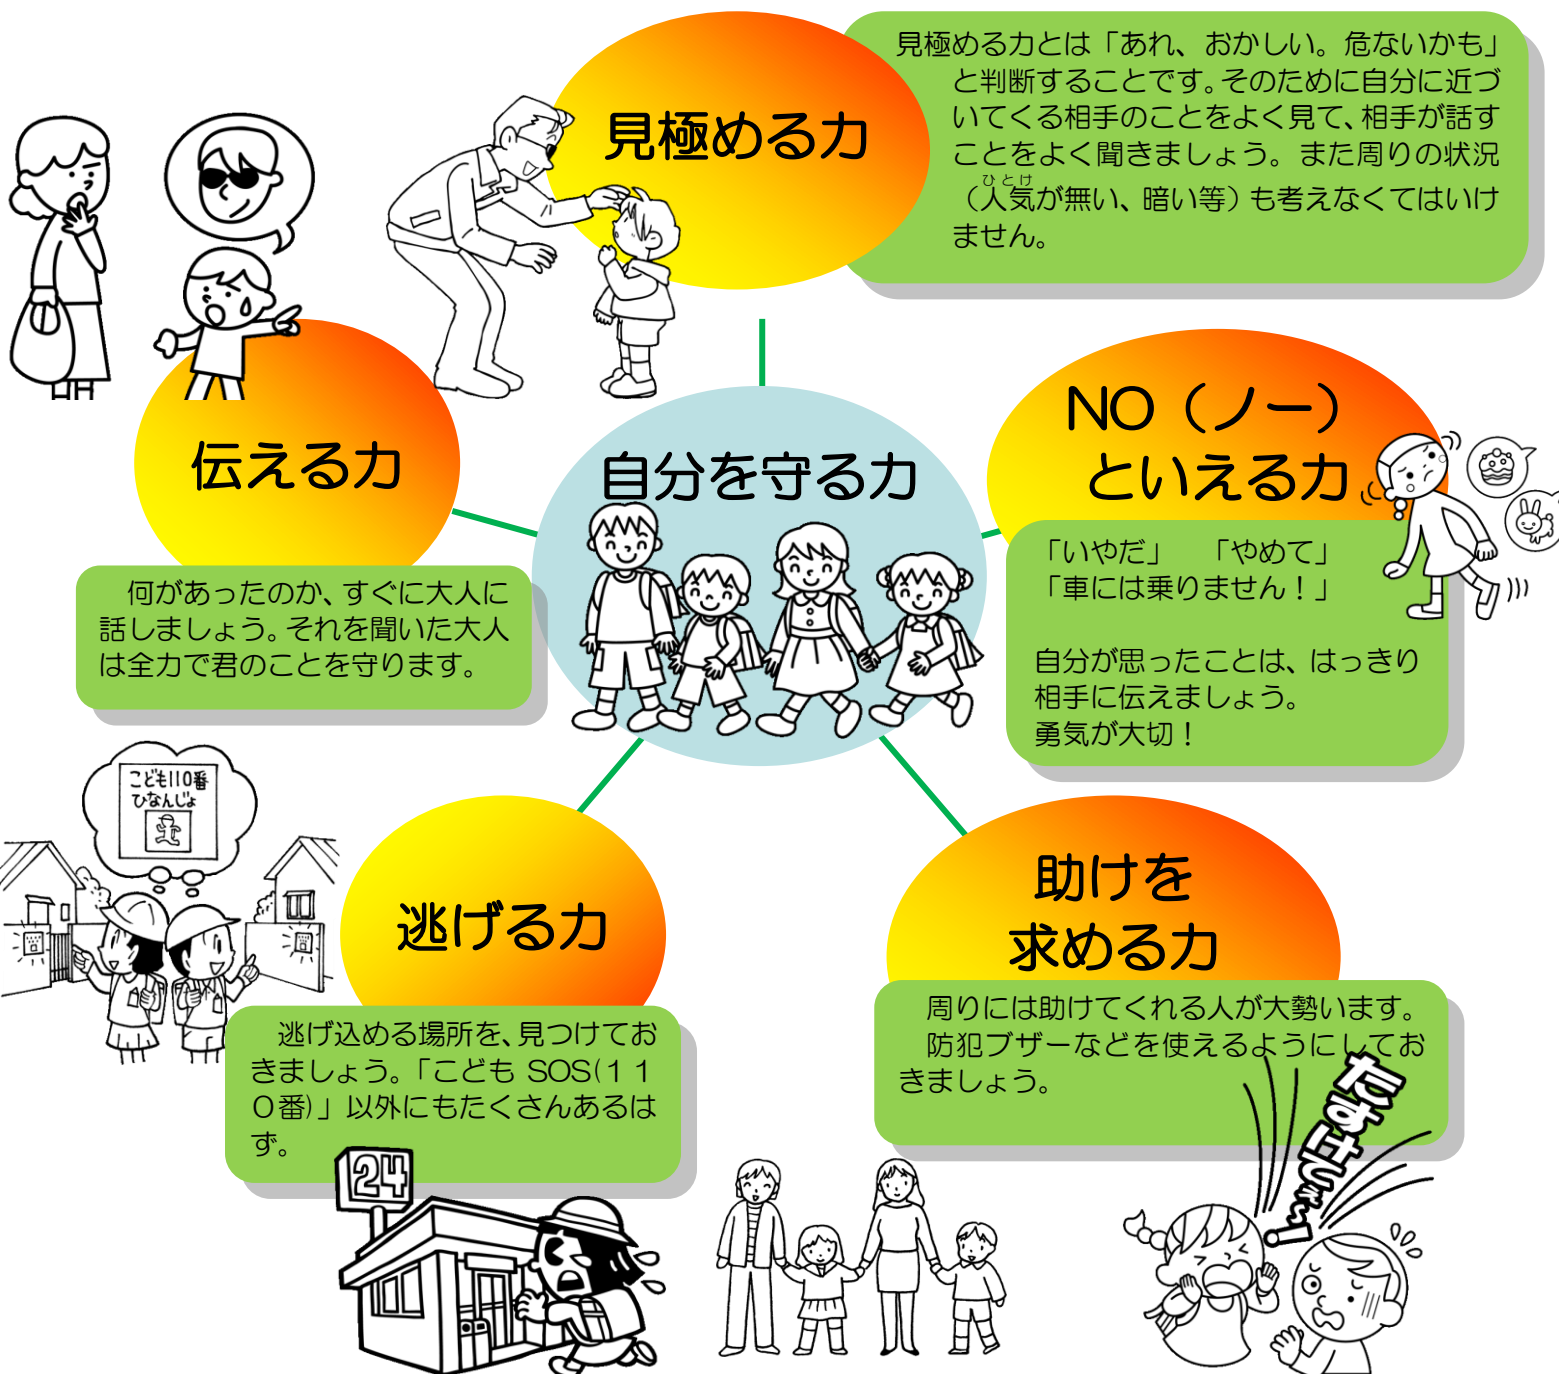 見極める力
見極める力とは「あれ、おかしい。危ないかも」
と判断することです。そのために自分に近づ
いてくる相手のことをよく見て、相手が話す
ことをよく聞きましょう。また周りの状況
ひとけ
（人気が無い、暗い等）も考えなくてはいけ
ません。
伝える力
何があったのか、すぐに大人に
話しましょう。それを聞いた大人
は全力で君のことを守ります。
自分を守る力
NO（ノー）
といえる力
「いやだ」　「やめて」
「車には乗りません！」
自分が思ったことは、はっきり
相手に伝えましょう。
勇気が大切！
こども110番
ひなんじょ
逃げる力
逃げ込める場所を、見つけてお
きましょう。「こども SOS(１１
０番)」以外にもたくさんあるは
ず。
24
助けを
求める力
周りには助けてくれる人が大勢います。
防犯ブザーなどを使えるようにしてお
きましょう。
たすけてぇ〜!